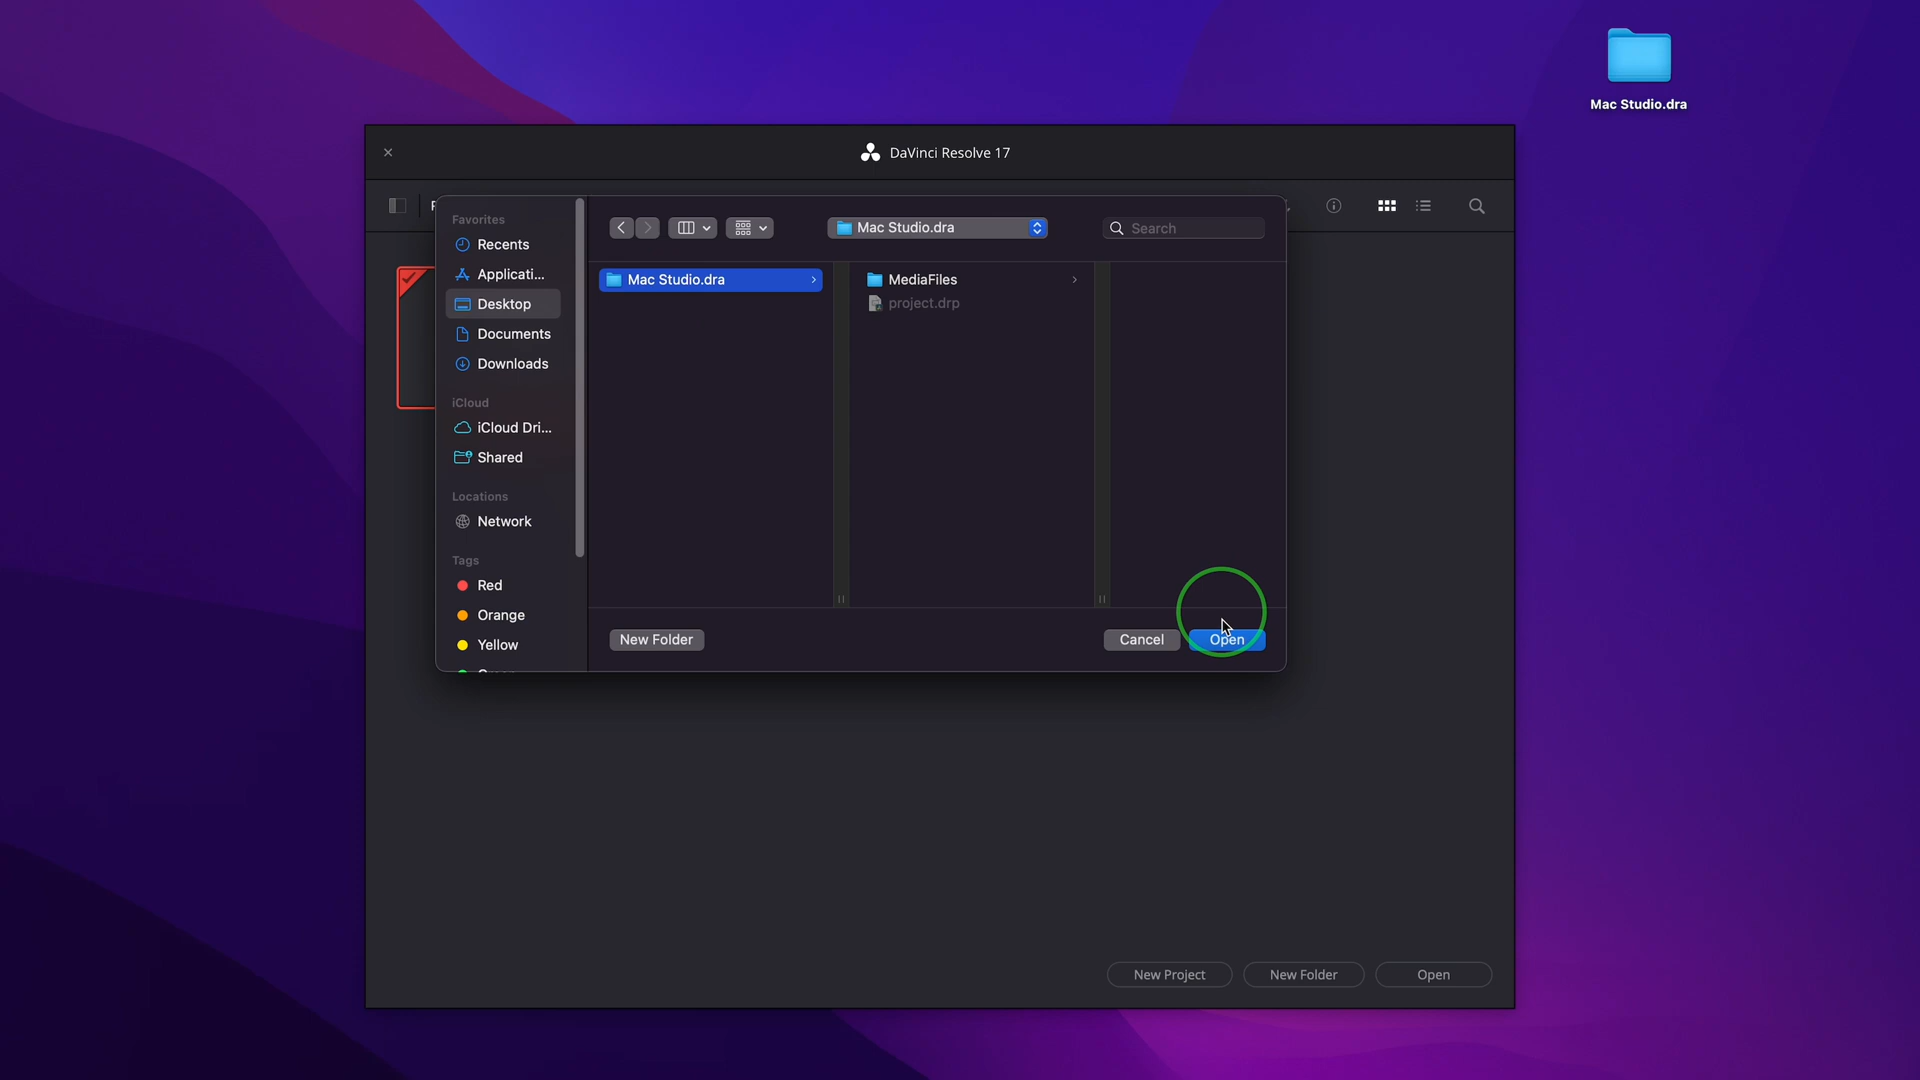 Mac Studio.dra
DaVinci Resolve 17
Favorites
Recents
Applicati...
Desktop
Documents
Downloads
iCloud
iCloud Dri...
Shared
Locations
Network
Tags
Red
Orange
Yellow
Mac Studio.dra
Search
Mac Studio.dra
MediaFiles
project.drp
New Folder
Cancel
Open
New Project
New Folder
Open